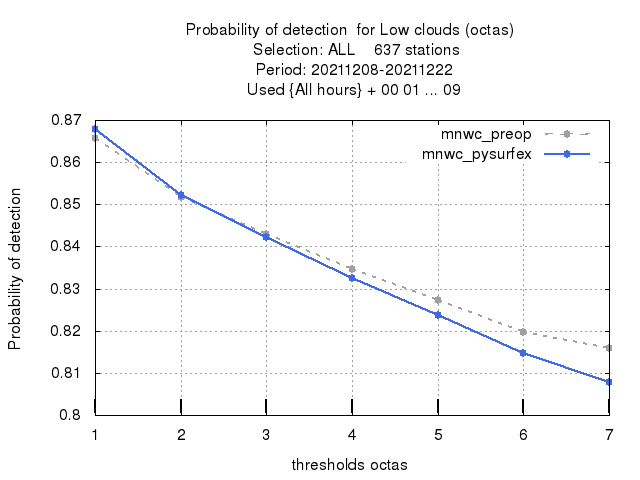 Probability of detection  for Low clouds (octas)
Selection: ALL    637 stations
Period: 20211208-20211222
Used {All hours} + 00 01 ... 09
mnwc_preop
mnwc_pysurfex
Probability of detection
0.87
0.86
0.85
0.84
0.83
0.82
0.81
0.8
1 2 3 4 5 6 7
thresholds octas